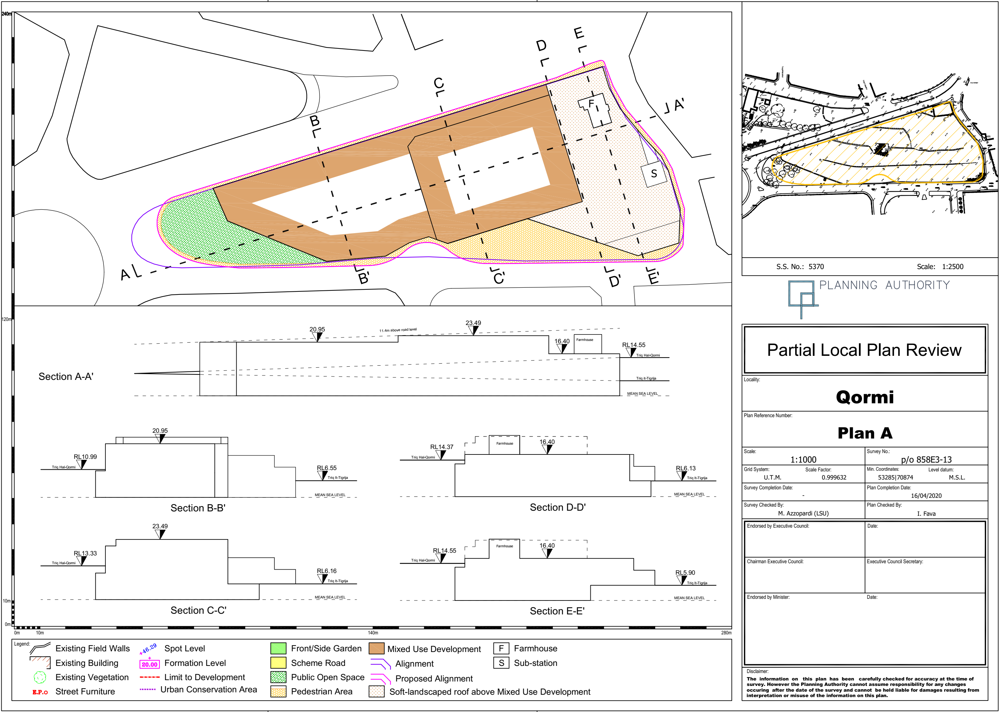 240m
120m
10m
0m
0m
10m
140m
280m
A
A'
B
B'
C
C'
D
D'
E
E'
F
S
20.95
11.4m above road level
23.49
16.40
Farmhouse
RL14.55
Triq Hal-Qormi
Triq it-Tigrija
MEAN SEA LEVEL
Section A-A'
20.95
RL10.99
Triq Hal-Qormi
RL6.55
Triq It-Tigrija
MEAN SEA LEVEL
Section B-B'
RL14.37
Triq Hal-Qormi
Farmhouse
16.40
RL6.13
Triq It-Tigrija
MEAN SEA LEVEL
Section D-D'
23.49
RL13.33
Triq Hal-Qormi
RL6.16
Triq It-Tigrija
MEAN SEA LEVEL
Section C-C'
RL14.55
Triq Hal-Qormi
Farmhouse
16.40
RL5.90
Triq It-Tigrija
MEAN SEA LEVEL
Section E-E'
Legend:
Existing Field Walls
Existing Building
Existing Vegetation
E.P. Street Furniture
+46.29 Spot Level
20.00 Formation Level
Limit to Development
Urban Conservation Area
Front/Side Garden
Scheme Road
Public Open Space
Pedestrian Area
Mixed Use Development
Alignment
Proposed Alignment
Soft-landscaped roof above Mixed Use Development
F Farmhouse
S Sub-station
S.S. No.: 5370 Scale: 1:2500
PLANNING AUTHORITY
Partial Local Plan Review
Locality:
Qormi
Plan Reference Number:
Plan A
Scale:
1:1000
Survey No.:
p/o 858E3-13
Grid System: Scale Factor:
U.T.M. 0.999632
Min. Coordinates: Level datum:
53285|70874 M.S.L.
Survey Completion Date:
-
Plan Completion Date:
16/04/2020
Survey Checked By:
M. Azzopardi (LSU)
Plan Checked By:
I. Fava
Endorsed by Executive Council:
Date:
Chairman Executive Council:
Executive Council Secretary:
Endorsed by Minister:
Date:
Disclaimer:
The information on this plan has been carefully checked for accuracy at the time of
survey. However the Planning Authority cannot assume responsibility for any changes
occuring after the date of the survey and cannot be held liable for damages resulting from
interpretation or misuse of the information on this plan.